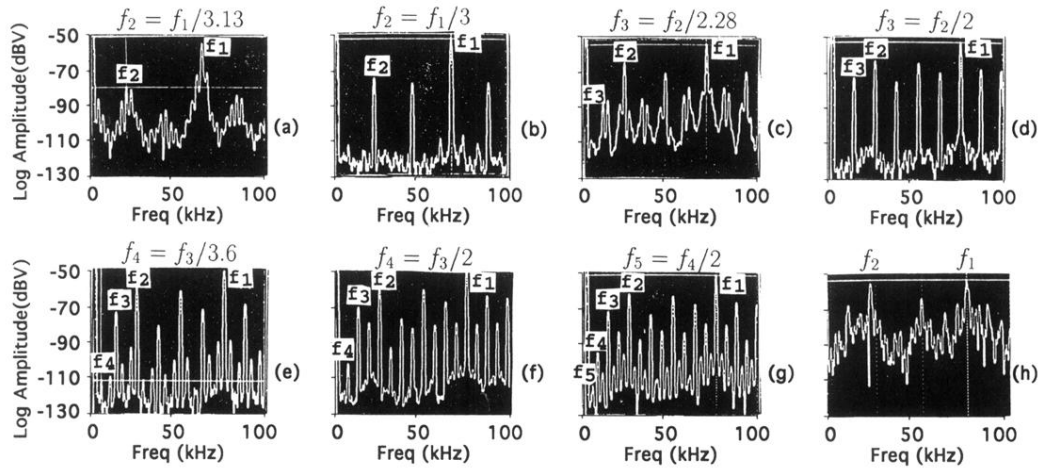 f₂ = f₁/3.13
f₂ = f₁/3
f₃ = f₂/2.28
f₃ = f₂/2
Log Amplitude(dBV)
-50
-70
-90
-110
-130
f1
f2
(a)
0 50 100
Freq (kHz)
f1
f2
(b)
0 50 100
Freq (kHz)
f1
f2
f3
(c)
0 50 100
Freq (kHz)
f1
f2
f3
(d)
0 50 100
Freq (kHz)
f₄ = f₃/3.6
f₄ = f₃/2
f₅ = f₄/2
Log Amplitude(dBV)
-50
-70
-90
-110
-130
f1
f2
f3
f4
(e)
0 50 100
Freq (kHz)
f1
f2
f3
f4
(f)
0 50 100
Freq (kHz)
f1
f2
f3
f4
f5
(g)
0 50 100
Freq (kHz)
f₂ f₁
(h)
0 50 100
Freq (kHz)